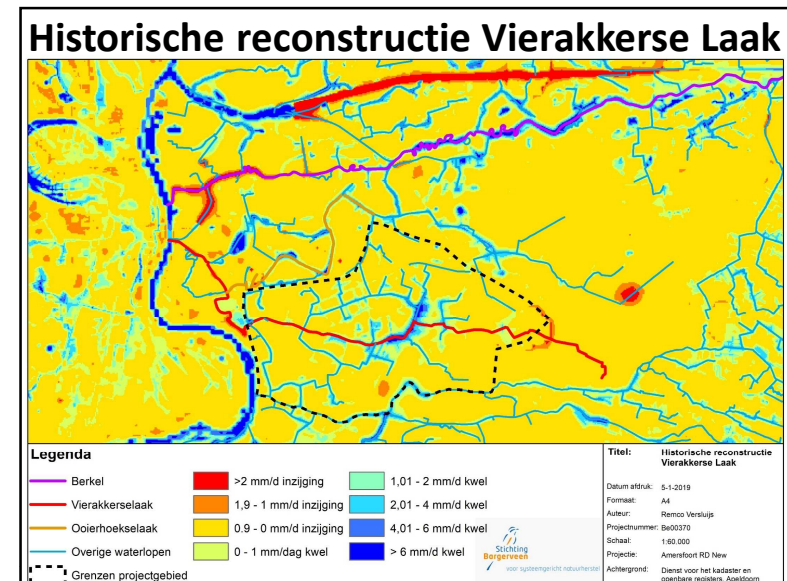 Historische reconstructie Vierakkerse Laak
Legenda
Berkel
Vierakkerselaak
Ooierhoekselaak
Overige waterlopen
Grenzen projectgebied
>2 mm/d inzijging
1,9 - 1 mm/d inzijging
0.9 - 0 mm/d inzijging
0 - 1 mm/dag kwel
1,01 - 2 mm/d kwel
2,01 - 4 mm/d kwel
4,01 - 6 mm/d kwel
> 6 mm/d kwel
Stichting
Bargerveen
voor systeemgericht natuurherstel
Titel: Historische reconstructie
Vierakkerse Laak
Datum afdruk: 5-1-2019
Formaat: A4
Auteur: Remco Versluijs
Projectnummer: Be00370
Schaal: 1:60.000
Projectie: Amersfoort RD New
Achtergrond: Dienst voor het kadaster en
openbare registers, Apeldoorn